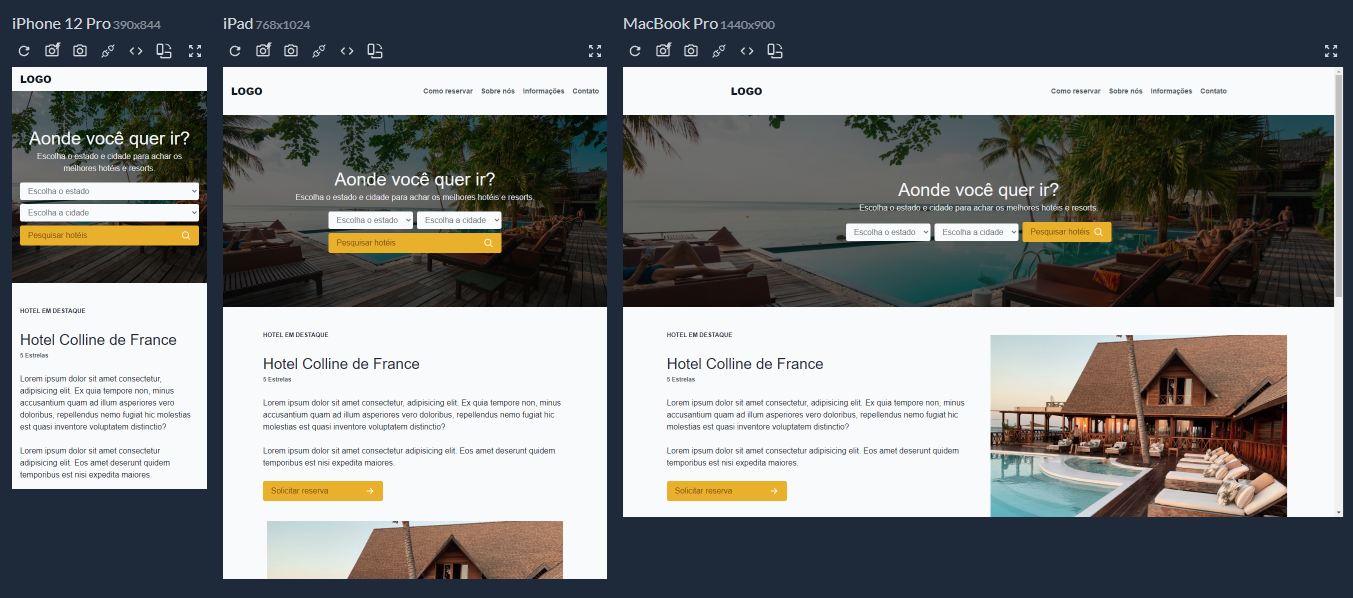 iPhone 12 Pro 390x844
LOGO
Aonde você quer ir?
Escolha o estado e cidade para achar os
melhores hotéis e resorts.
Escolha o estado
Escolha a cidade
Pesquisar hotéis
HOTEL EM DESTAQUE
Hotel Colline de France
5 Estrelas
Lorem ipsum dolor sit amet consectetur,
adipisicing elit. Ex quia tempore non, minus
accusantium quam ad illum asperiores vero
doloribus, repellendus nemo fugiat hic molestias
est quasi inventore voluptatem distinctio?
Lorem ipsum dolor sit amet consectetur
adipisicing elit. Eos amet deserunt quidem
temporibus est nisi expedita maiores.
iPad 768x1024
LOGO
Como reservar Sobre nós Informações Contato
Aonde você quer ir?
Escolha o estado e cidade para achar os melhores hotéis e resorts.
Escolha o estado Escolha a cidade
Pesquisar hotéis
HOTEL EM DESTAQUE
Hotel Colline de France
5 Estrelas
Lorem ipsum dolor sit amet consectetur, adipisicing elit. Ex quia tempore non, minus
accusantium quam ad illum asperiores vero doloribus, repellendus nemo fugiat hic
molestias est quasi inventore voluptatem distinctio?
Lorem ipsum dolor sit amet consectetur adipisicing elit. Eos amet deserunt quidem
temporibus est nisi expedita maiores.
Solicitar reserva
MacBook Pro 1440x900
LOGO
Como reservar Sobre nós Informações Contato
Aonde você quer ir?
Escolha o estado e cidade para achar os melhores hotéis e resorts.
Escolha o estado Escolha a cidade Pesquisar hotéis
HOTEL EM DESTAQUE
Hotel Colline de France
5 Estrelas
Lorem ipsum dolor sit amet consectetur, adipisicing elit. Ex quia tempore non, minus
accusantium quam ad illum asperiores vero doloribus, repellendus nemo fugiat hic
molestias est quasi inventore voluptatem distinctio?
Lorem ipsum dolor sit amet consectetur adipisicing elit. Eos amet deserunt quidem
temporibus est nisi expedita maiores.
Solicitar reserva